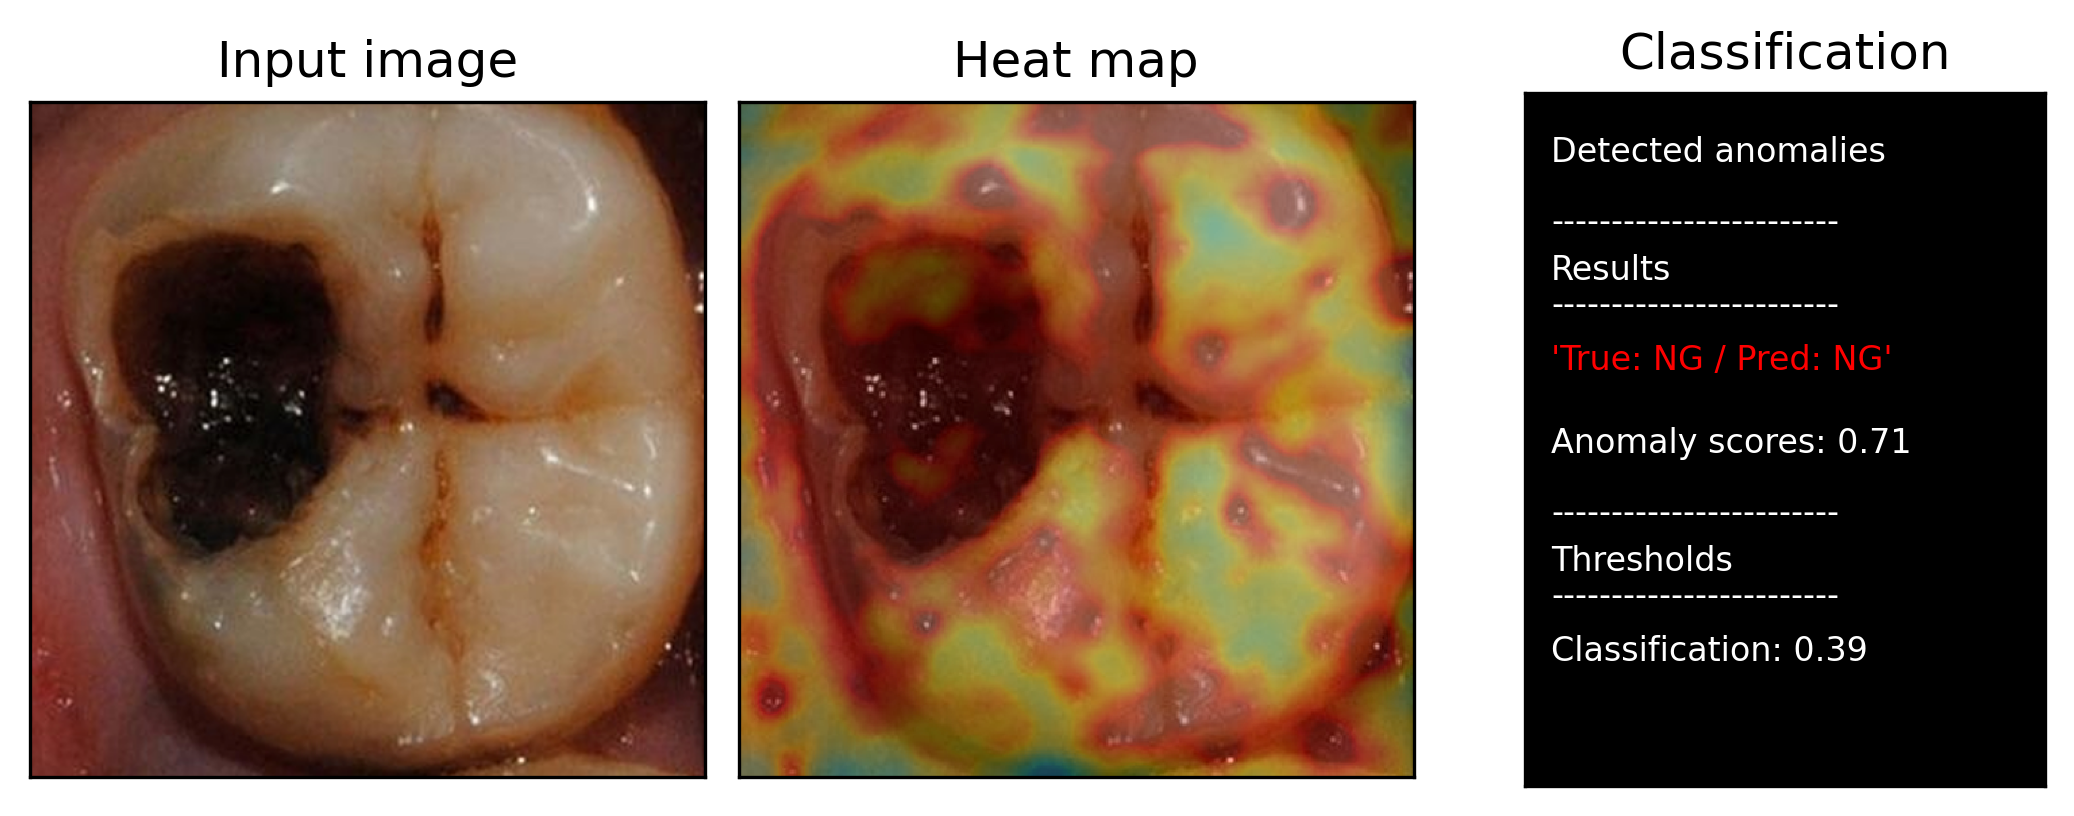 Input image
Heat map
Classification
Detected anomalies
------------------------
Results
------------------------
'True: NG / Pred: NG'
Anomaly scores: 0.71
------------------------
Thresholds
------------------------
Classification: 0.39